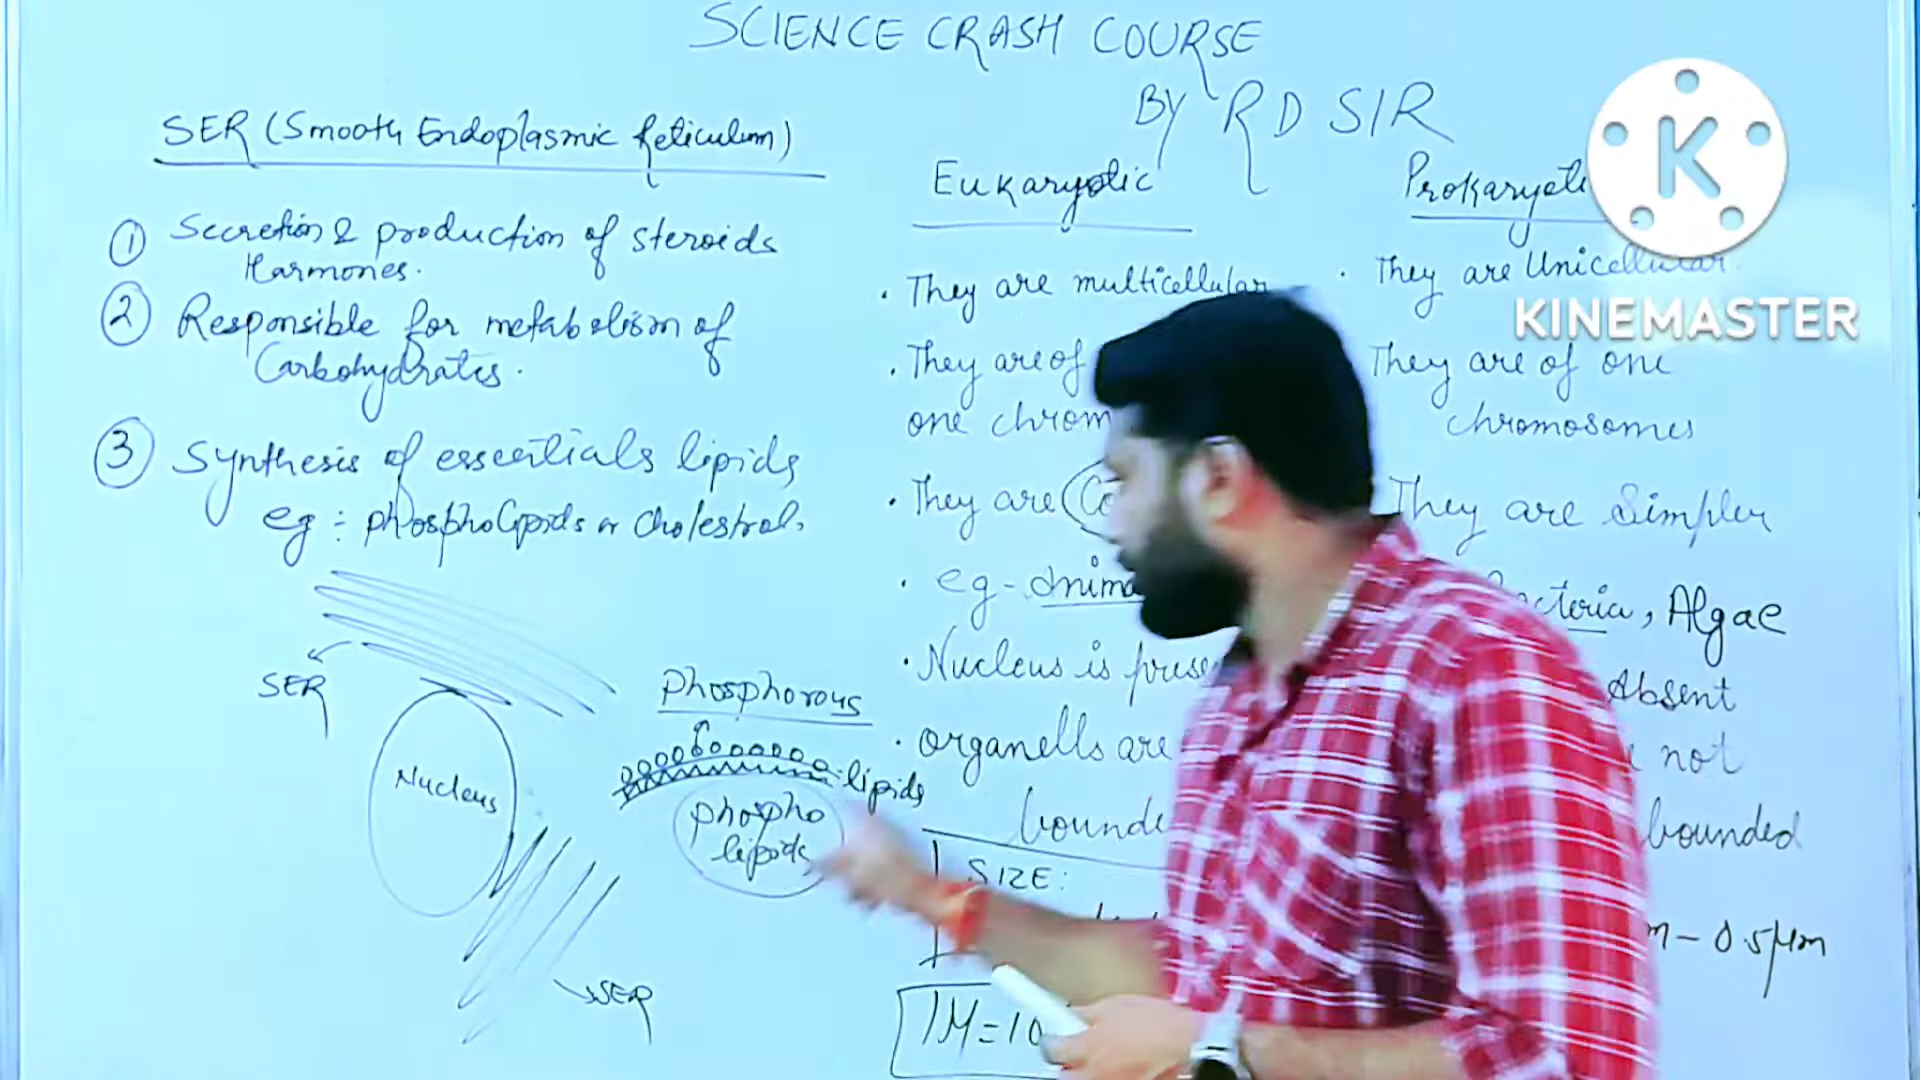 SCIENCE CRASH COURSE
BY R D SIR
SER (Smooth Endoplasmic Reticulum)
① Secretion & production of steroids
Harmones.
② Responsible for metabolism of
Carbohydrates.
③ Synthesis of essentials lipids
eg :- phospholipids or cholestral.
SER
Nucleus
SER
Phosphorous
lipids
phospho
lipids
Eukaryotic
• They are multicellular
• They are of
one chrom
• They are
• eg - Anima
• Nucleus is prese
• organells are
bounde
SIZE:
1M = 10
Prokaryoti
• They are Unicellular.
They are of one
chromosomes
They are Simpler
cteria, Algae
Absent
not
bounded
m - 0.5 μm
K
KINEMASTER